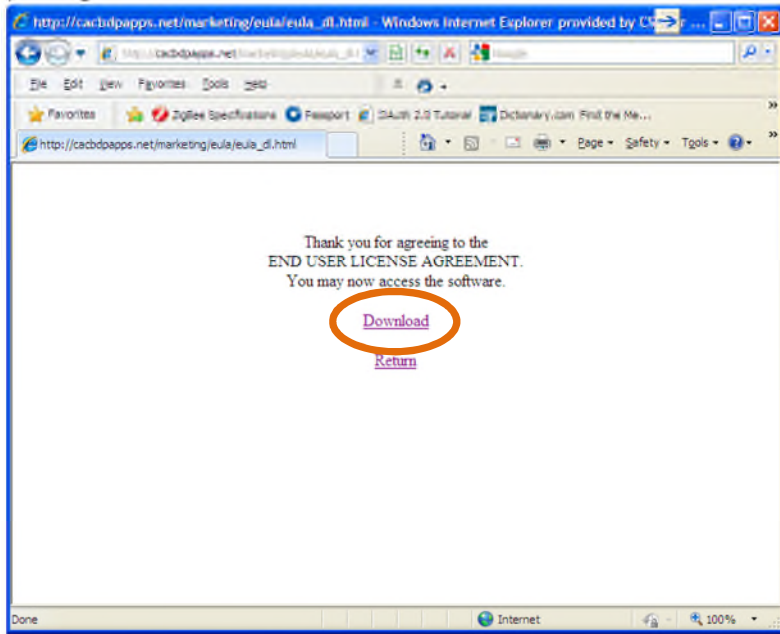 http://cacbdpapps.net/marketing/eula/eula_dl.html - Windows Internet Explorer provided by
File Edit View Favorites Tools Help
Favorites ZigBee Specifications Passport OAuth 2.0 Tutorial Dictionary.com Find the Me...
http://cacbdpapps.net/marketing/eula/eula_dl.html Page Safety Tools
Thank you for agreeing to the
END USER LICENSE AGREEMENT.
You may now access the software.
Download
Return
Done Internet 100%